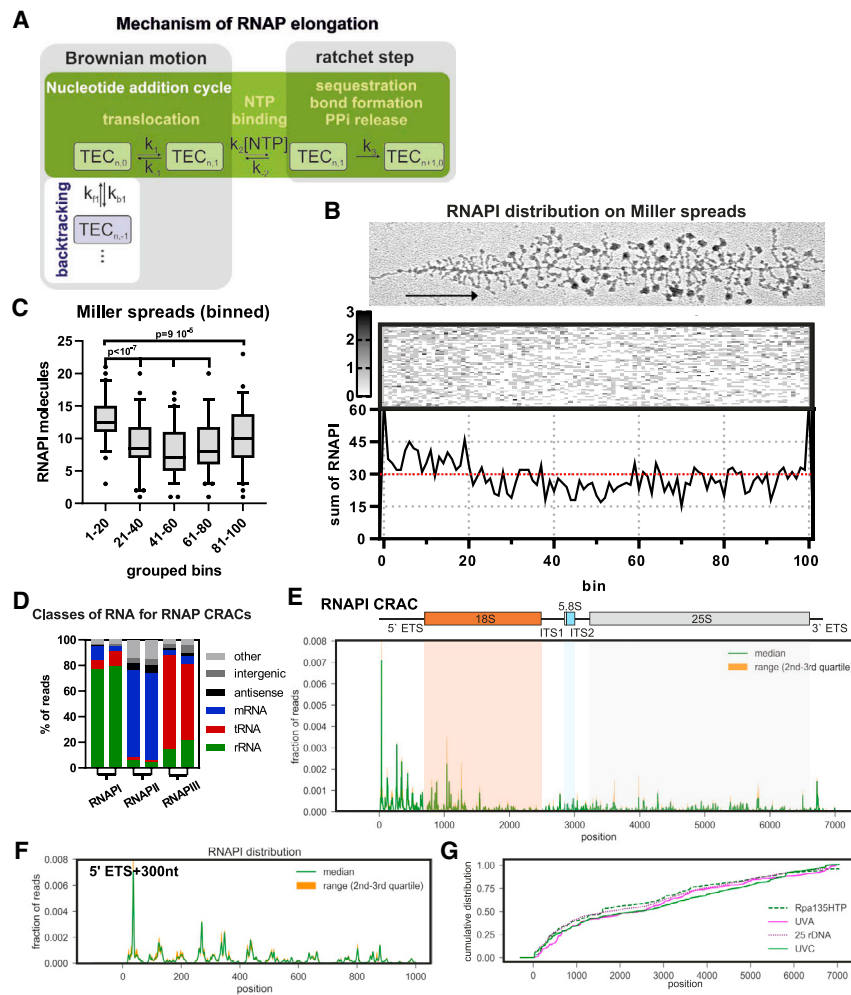 A
Mechanism of RNAP elongation
Brownian motion
ratchet step
Nucleotide addition cycle
translocation
NTP
binding
sequestration
bond formation
PPi release
TECn,0
k1
k-1
TECn,1
k2[NTP]
k-2
TECn,1
k3
TECn+1,0
backtracking
kf1
kb1
TECn,-1
...
B
RNAPI distribution on Miller spreads
3
2
1
0
60
45
30
15
0
sum of RNAPI
0 20 40 60 80 100
bin
C
Miller spreads (binned)
p=9 10-5
p<10-7
25
20
15
10
5
0
RNAPI molecules
1-20
21-40
41-60
61-80
81-100
grouped bins
D
Classes of RNA for RNAP CRACs
100
80
60
40
20
0
% of reads
other
intergenic
antisense
mRNA
tRNA
rRNA
RNAPI
RNAPII
RNAPIII
E
RNAPI CRAC
5' ETS
18S
ITS1
5.8S
ITS2
25S
3' ETS
0.008
0.007
0.006
0.005
0.004
0.003
0.002
0.001
0.000
fraction of reads
median
range (2nd-3rd quartile)
0 1000 2000 3000 4000 5000 6000 7000
position
F
RNAPI distribution
5' ETS+300nt
0.008
0.006
0.004
0.002
0.000
fraction of reads
median
range (2nd-3rd quartile)
0 200 400 600 800 1000
position
G
1.00
0.75
0.50
0.25
0.00
cumulative distribution
Rpa135HTP
UVA
25 rDNA
UVC
0 1000 2000 3000 4000 5000 6000 7000
position